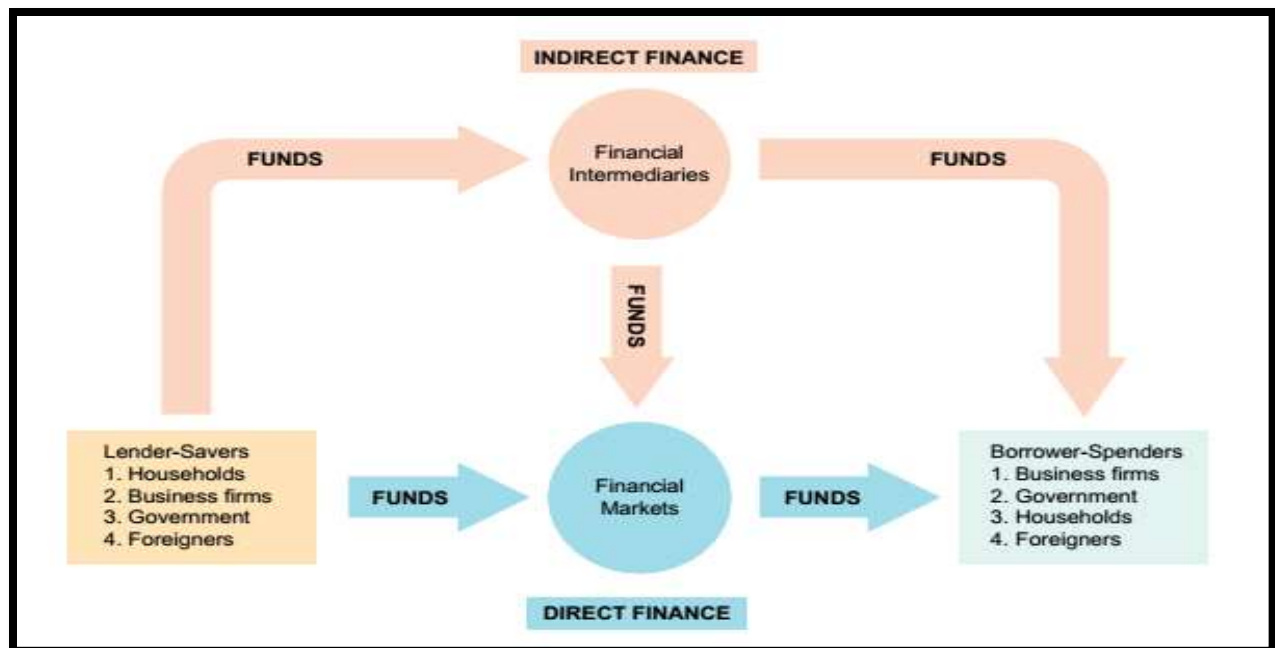 INDIRECT FINANCE
Financial
Intermediaries
FUNDS
FUNDS
FUNDS
Lender-Savers
1. Households
2. Business firms
3. Government
4. Foreigners
FUNDS
Financial
Markets
FUNDS
Borrower-Spenders
1. Business firms
2. Government
3. Households
4. Foreigners
DIRECT FINANCE